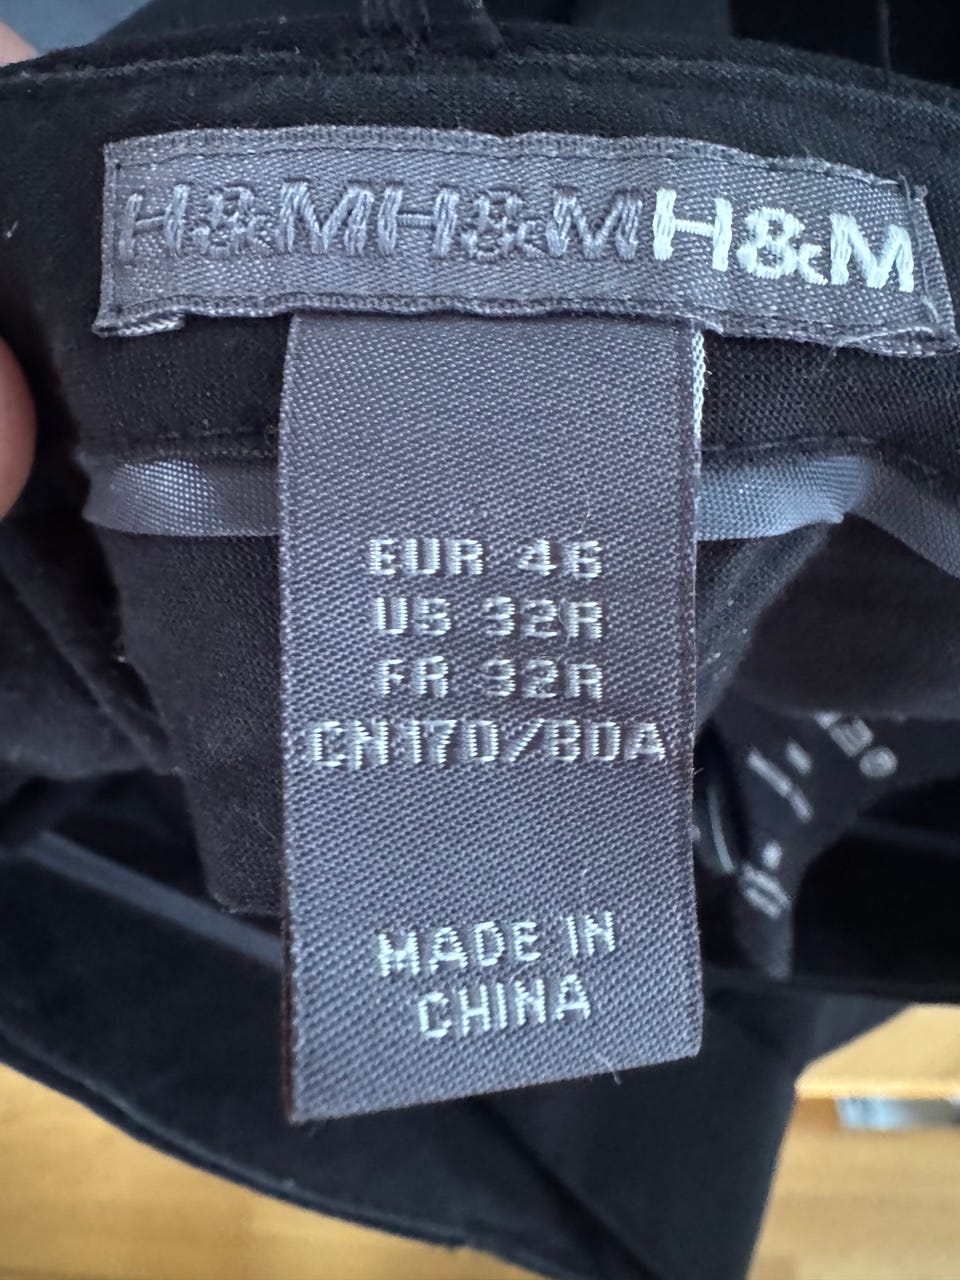 H&MH&MH&M
EUR 46
US 32R
FR 32R
CN170/80A
MADE IN
CHINA